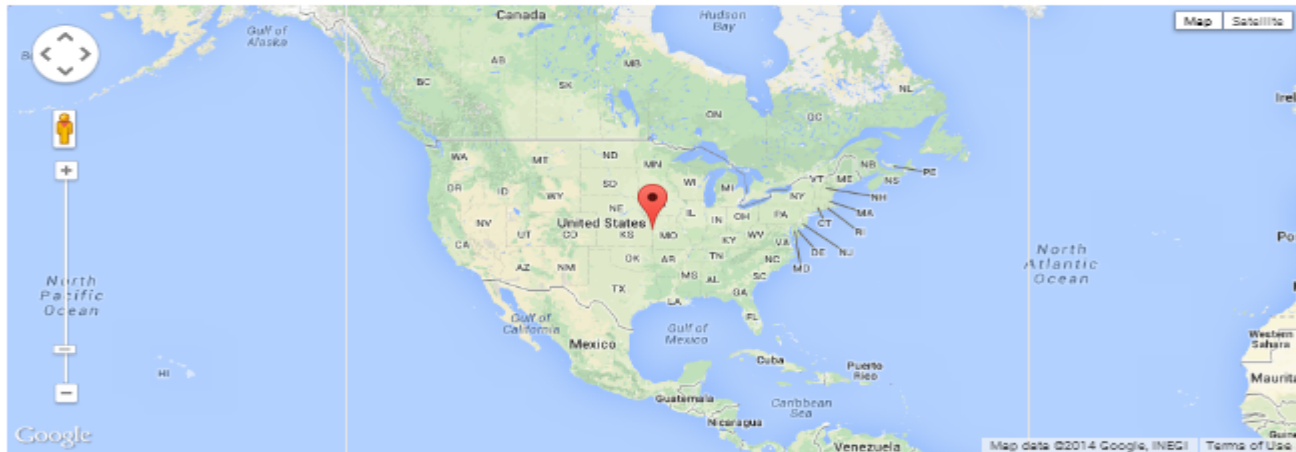 Canada
Hudson
Bay
Map
Satellite
Gulf of
Alaska
AB
MB
BC
SK
NL
ON
QC
WA
MT
ND
MN
NB
PE
OR
ID
SD
WI
MI
VT
ME
NS
WY
NE
NY
NH
IL
IN
OH
PA
MA
NV
United States
CT
RI
UT
CO
KS
MO
KY
WV
VA
DE
NJ
CA
OK
AR
TN
NC
MD
AZ
NM
MS
AL
SC
TX
GA
LA
FL
North
Pacific
Ocean
North
Atlantic
Ocean
Gulf of
California
Gulf of
Mexico
Mexico
Western
Sahara
HI
Cuba
Puerto
Rico
Guatemala
Caribbean
Sea
Nicaragua
Venezuela
Google
Map data ©2014 Google, INEGI
Terms of Use